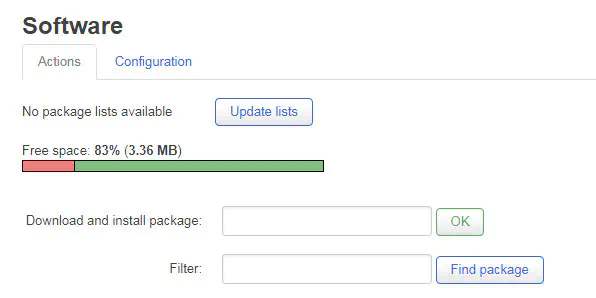 Software
Actions Configuration
No package lists available Update lists
Free space: 83% (3.36 MB)
Download and install package: OK
Filter: Find package